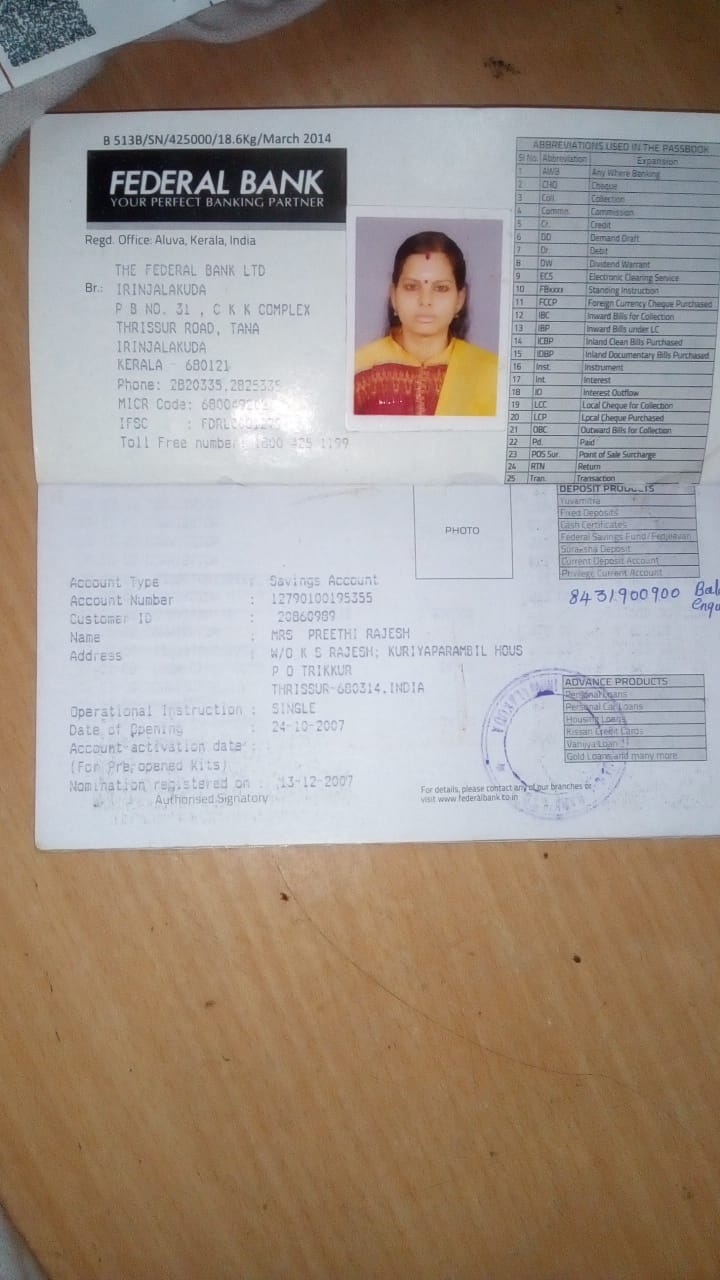 B 513B/SN/425000/18.6Kg/March 2014
FEDERAL BANK
YOUR PERFECT BANKING PARTNER
Regd. Office: Aluva, Kerala, India
THE FEDERAL BANK LTD
Br.: IRINJALAKUDA
P B NO. 31 , C K K COMPLEX
THRISSUR ROAD, TANA
IRINJALAKUDA
KERALA - 680121
Phone: 2820335,2825335
MICR Code:
IFSC :
Toll Free number: 1800 425 1199
ABBREVIATIONS USED IN THE PASSBOOK
Sl No. Abbreviation Expansion
1 AWB Any Where Banking
2 CHQ Cheque
3 Coll. Collection
4 Commn. Commission
5 Cr. Credit
6 DD Demand Draft
7 Dr. Debit
8 DW Dividend Warrant
9 ECS Electronic Clearing Service
10 FBxxxx Standing Instruction
11 FCCP Foreign Currency Cheque Purchased
12 IBC Inward Bills for Collection
13 IBP Inward Bills under LC
14 ICBP Inland Clean Bills Purchased
15 IDBP Inland Documentary Bills Purchased
16 Inst. Instrument
17 Int. Interest
18 IO Interest Outflow
19 LCC Local Cheque for Collection
20 LCP Local Cheque Purchased
21 OBC Outward Bills for Collection
22 Pd. Paid
23 POS Sur. Point of Sale Surcharge
24 RTN Return
25 Tran. Transaction
PHOTO
DEPOSIT PRODUCTS
Yuvamitra
Fixed Deposits
Cash Certificates
Federal Savings Fund/Fedjeevan
Suraksha Deposit
Current Deposit Account
Privilege Current Account
8431900900 Bal
enqu
Account Type : Savings Account
Account Number : 12790100195355
Customer ID : 20860989
Name : MRS PREETHI RAJESH
Address : W/O K S RAJESH; KURIYAPARAMBIL HOUS
P O TRIKKUR
THRISSUR-680314.INDIA
Operational Instruction : SINGLE
Date of Opening : 24-10-2007
Account activation date :
(For Pre opened Kits)
Nomination registered on : 13-12-2007
Authorised Signatory
ADVANCE PRODUCTS
Personal Loans
Personal Car Loans
Housing Loans
Kissan Credit Cards
Vaniya Loan
Gold Loans and many more
For details, please contact any of our branches or
visit www.federalbank.co.in